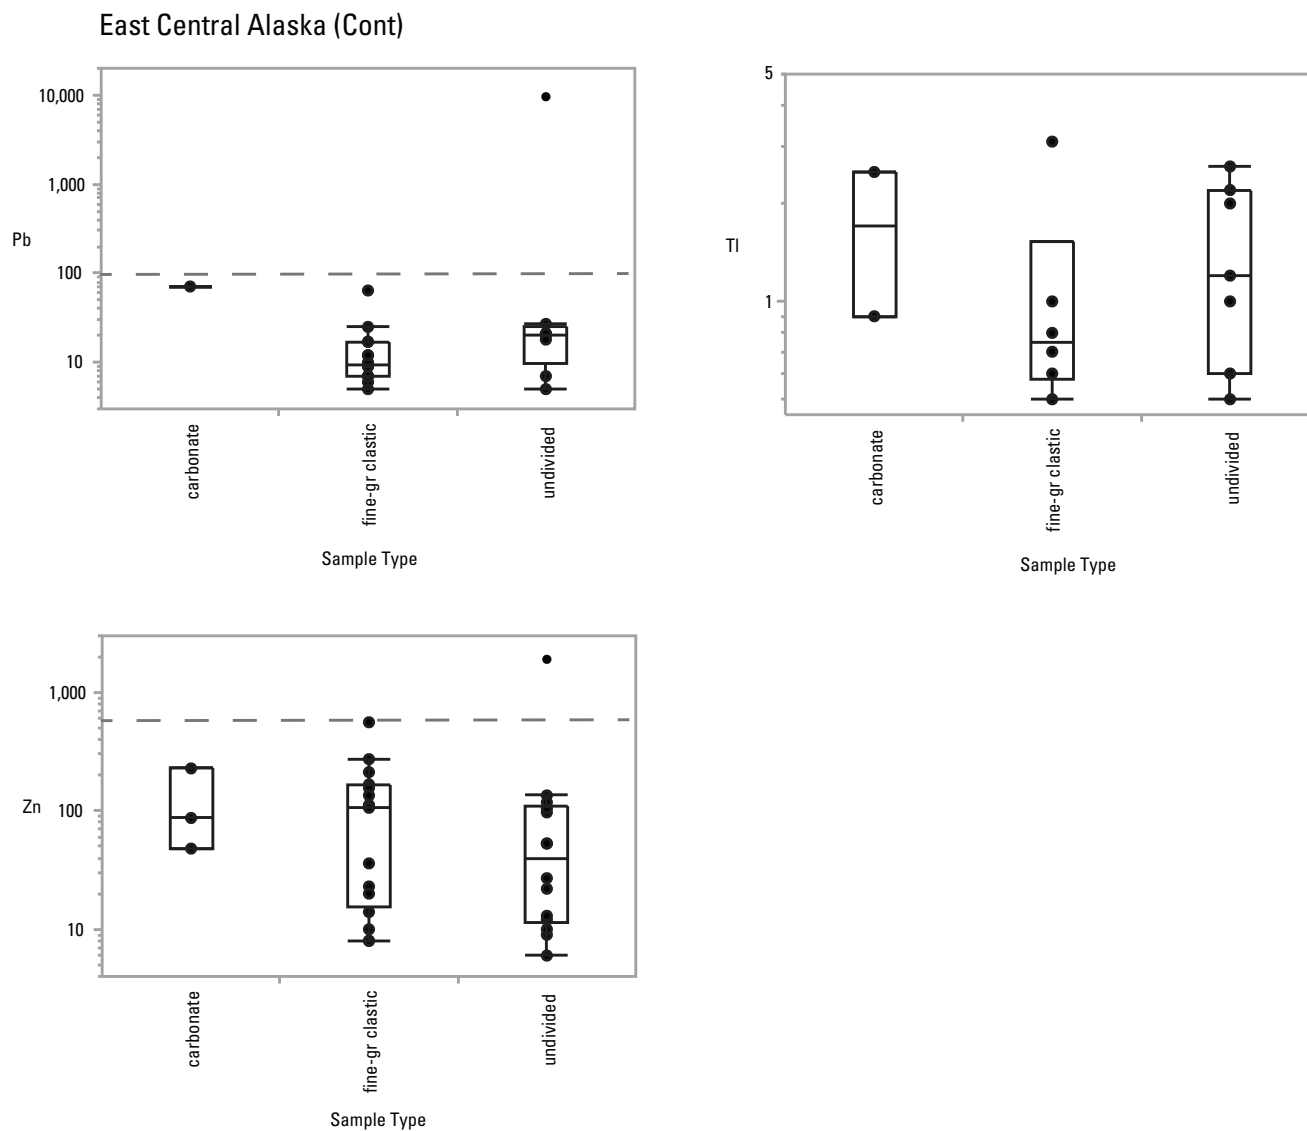 East Central Alaska (Cont)
10,000
1,000
Pb
100
10
carbonate
fine-gr clastic
undivided
Sample Type
5
Tl
1
carbonate
fine-gr clastic
undivided
Sample Type
1,000
Zn
100
10
carbonate
fine-gr clastic
undivided
Sample Type